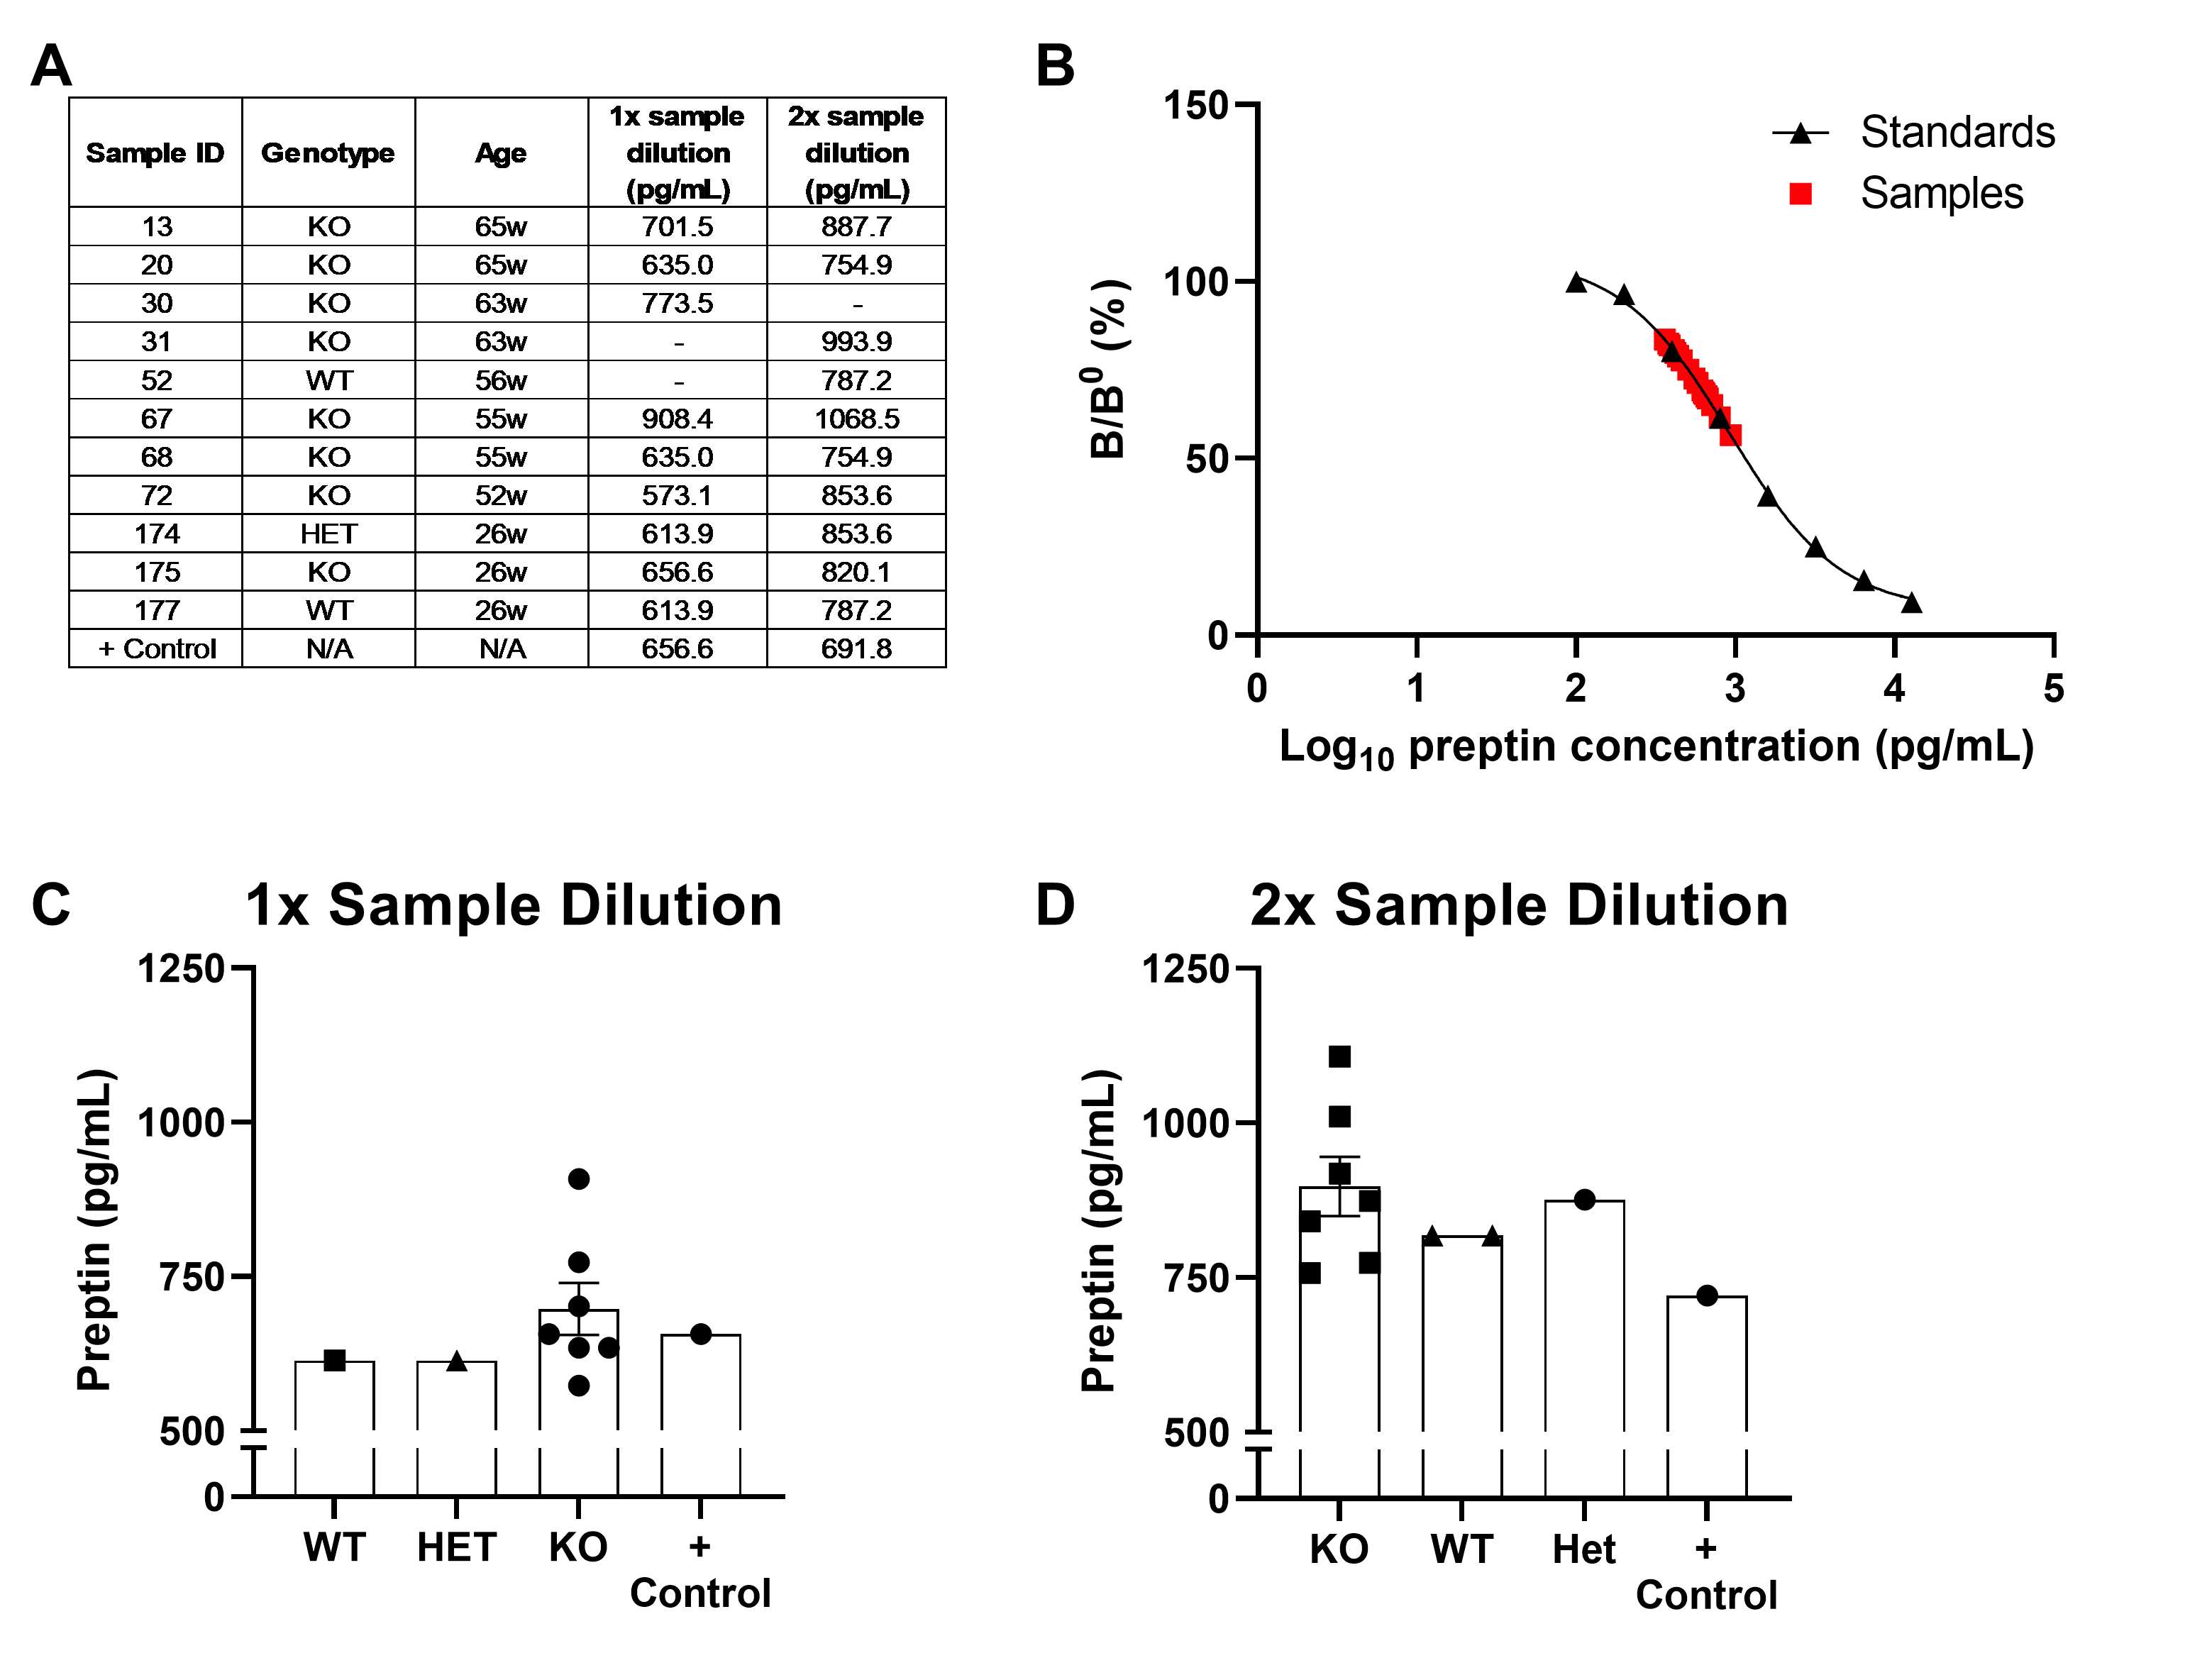 A
Sample ID Genotype Age 1x sample dilution (pg/mL) 2x sample dilution (pg/mL)
13 KO 65w 701.5 887.7
20 KO 65w 635.0 754.9
30 KO 63w 773.5 -
31 KO 63w - 993.9
52 WT 56w - 787.2
67 KO 55w 908.4 1068.5
68 KO 55w 635.0 754.9
72 KO 52w 573.1 853.6
174 HET 26w 613.9 853.6
175 KO 26w 656.6 820.1
177 WT 26w 613.9 787.2
+ Control N/A N/A 656.6 691.8
B
150
100
50
0
B/B⁰ (%)
Standards
Samples
0 1 2 3 4 5
Log₁₀ preptin concentration (pg/mL)
C
1x Sample Dilution
1250
1000
750
500
0
Preptin (pg/mL)
WT HET KO +
Control
D
2x Sample Dilution
1250
1000
750
500
0
Preptin (pg/mL)
KO WT Het +
Control